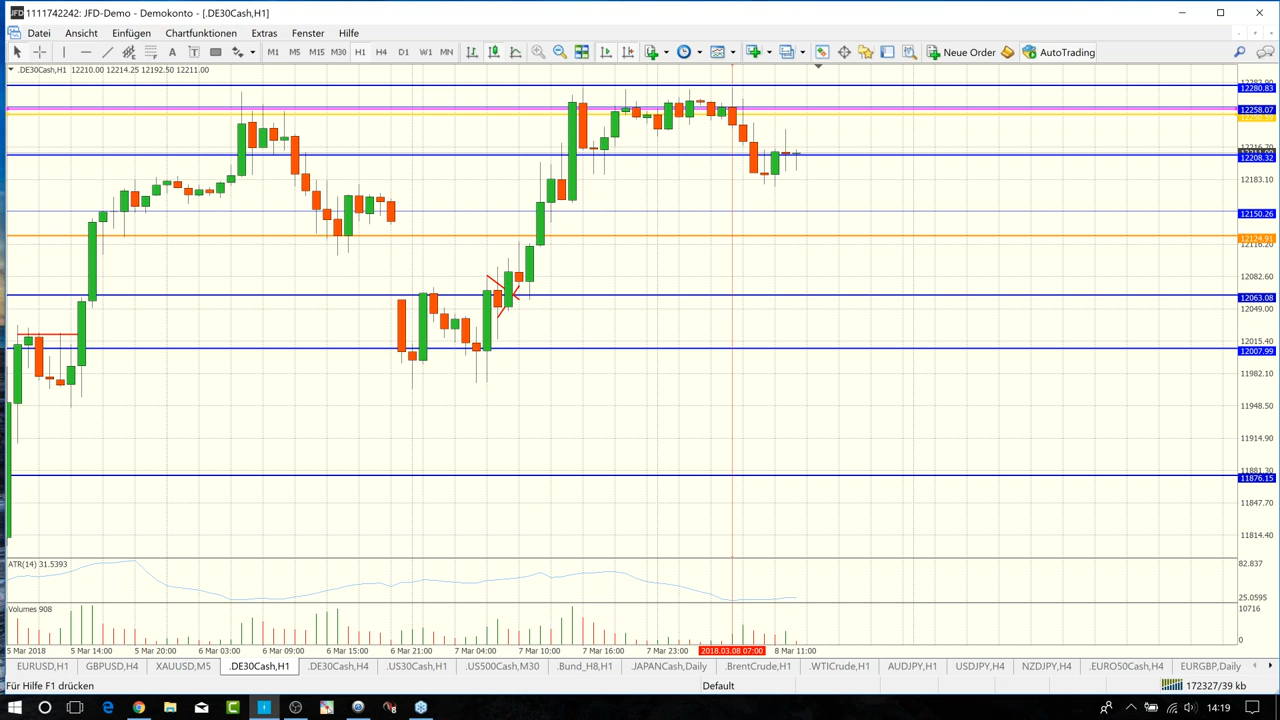 1111742242: JFD-Demo - Demokonto - [.DE30Cash,H1]
Datei Ansicht Einfügen Chartfunktionen Extras Fenster Hilfe
A T M1 M5 M15 M30 H1 H4 D1 W1 MN Neue Order AutoTrading
.DE30Cash,H1 12210.00 12214.25 12192.50 12211.00
12280.83
12258.07
12216.70
12208.32
12183.10
12150.26
12124.91
12116.20
12082.60
12063.08
12049.00
12015.40
12007.99
11982.10
11948.50
11914.90
11881.30
11876.15
11847.70
11814.40
ATR(14) 31.5393
82.837
25.0595
Volumes 908
10716
0
5 Mar 2018 5 Mar 14:00 5 Mar 20:00 6 Mar 03:00 6 Mar 09:00 6 Mar 15:00 6 Mar 21:00 7 Mar 04:00 7 Mar 10:00 7 Mar 16:00 7 Mar 23:00 2018.03.08 07:00 8 Mar 11:00
EURUSD,H1 GBPUSD,H4 XAUUSD,M5 .DE30Cash,H1 .DE30Cash,H4 .US30Cash,H1 .US500Cash,M30 .Bund_H8,H1 .JAPANCash,Daily .BrentCrude,H1 .WTICrude,H1 AUDJPY,H1 USDJPY,H4 NZDJPY,H4 .EURO50Cash,H4 EURGBP,Daily
Für Hilfe F1 drücken Default 172327/39 kb
14:19